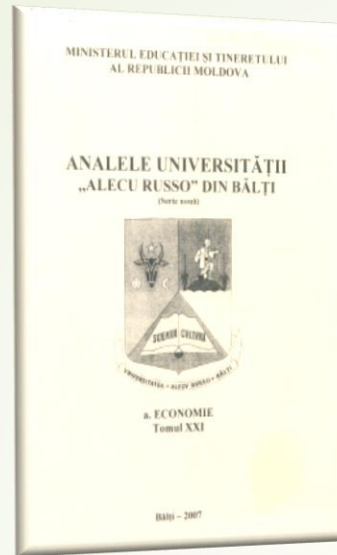 MINISTERUL EDUCAȚIEI ȘI TINERETULUI
AL REPUBLICII MOLDOVA
ANALELE UNIVERSITĂȚII
„ALECU RUSSO” DIN BĂLȚI
(Serie nouă)
SCIENCIA CULTURA
UNIVERSITATEA • ALECU RUSSO • BĂLȚI
a. ECONOMIE
Tomul XXI
Bălți – 2007